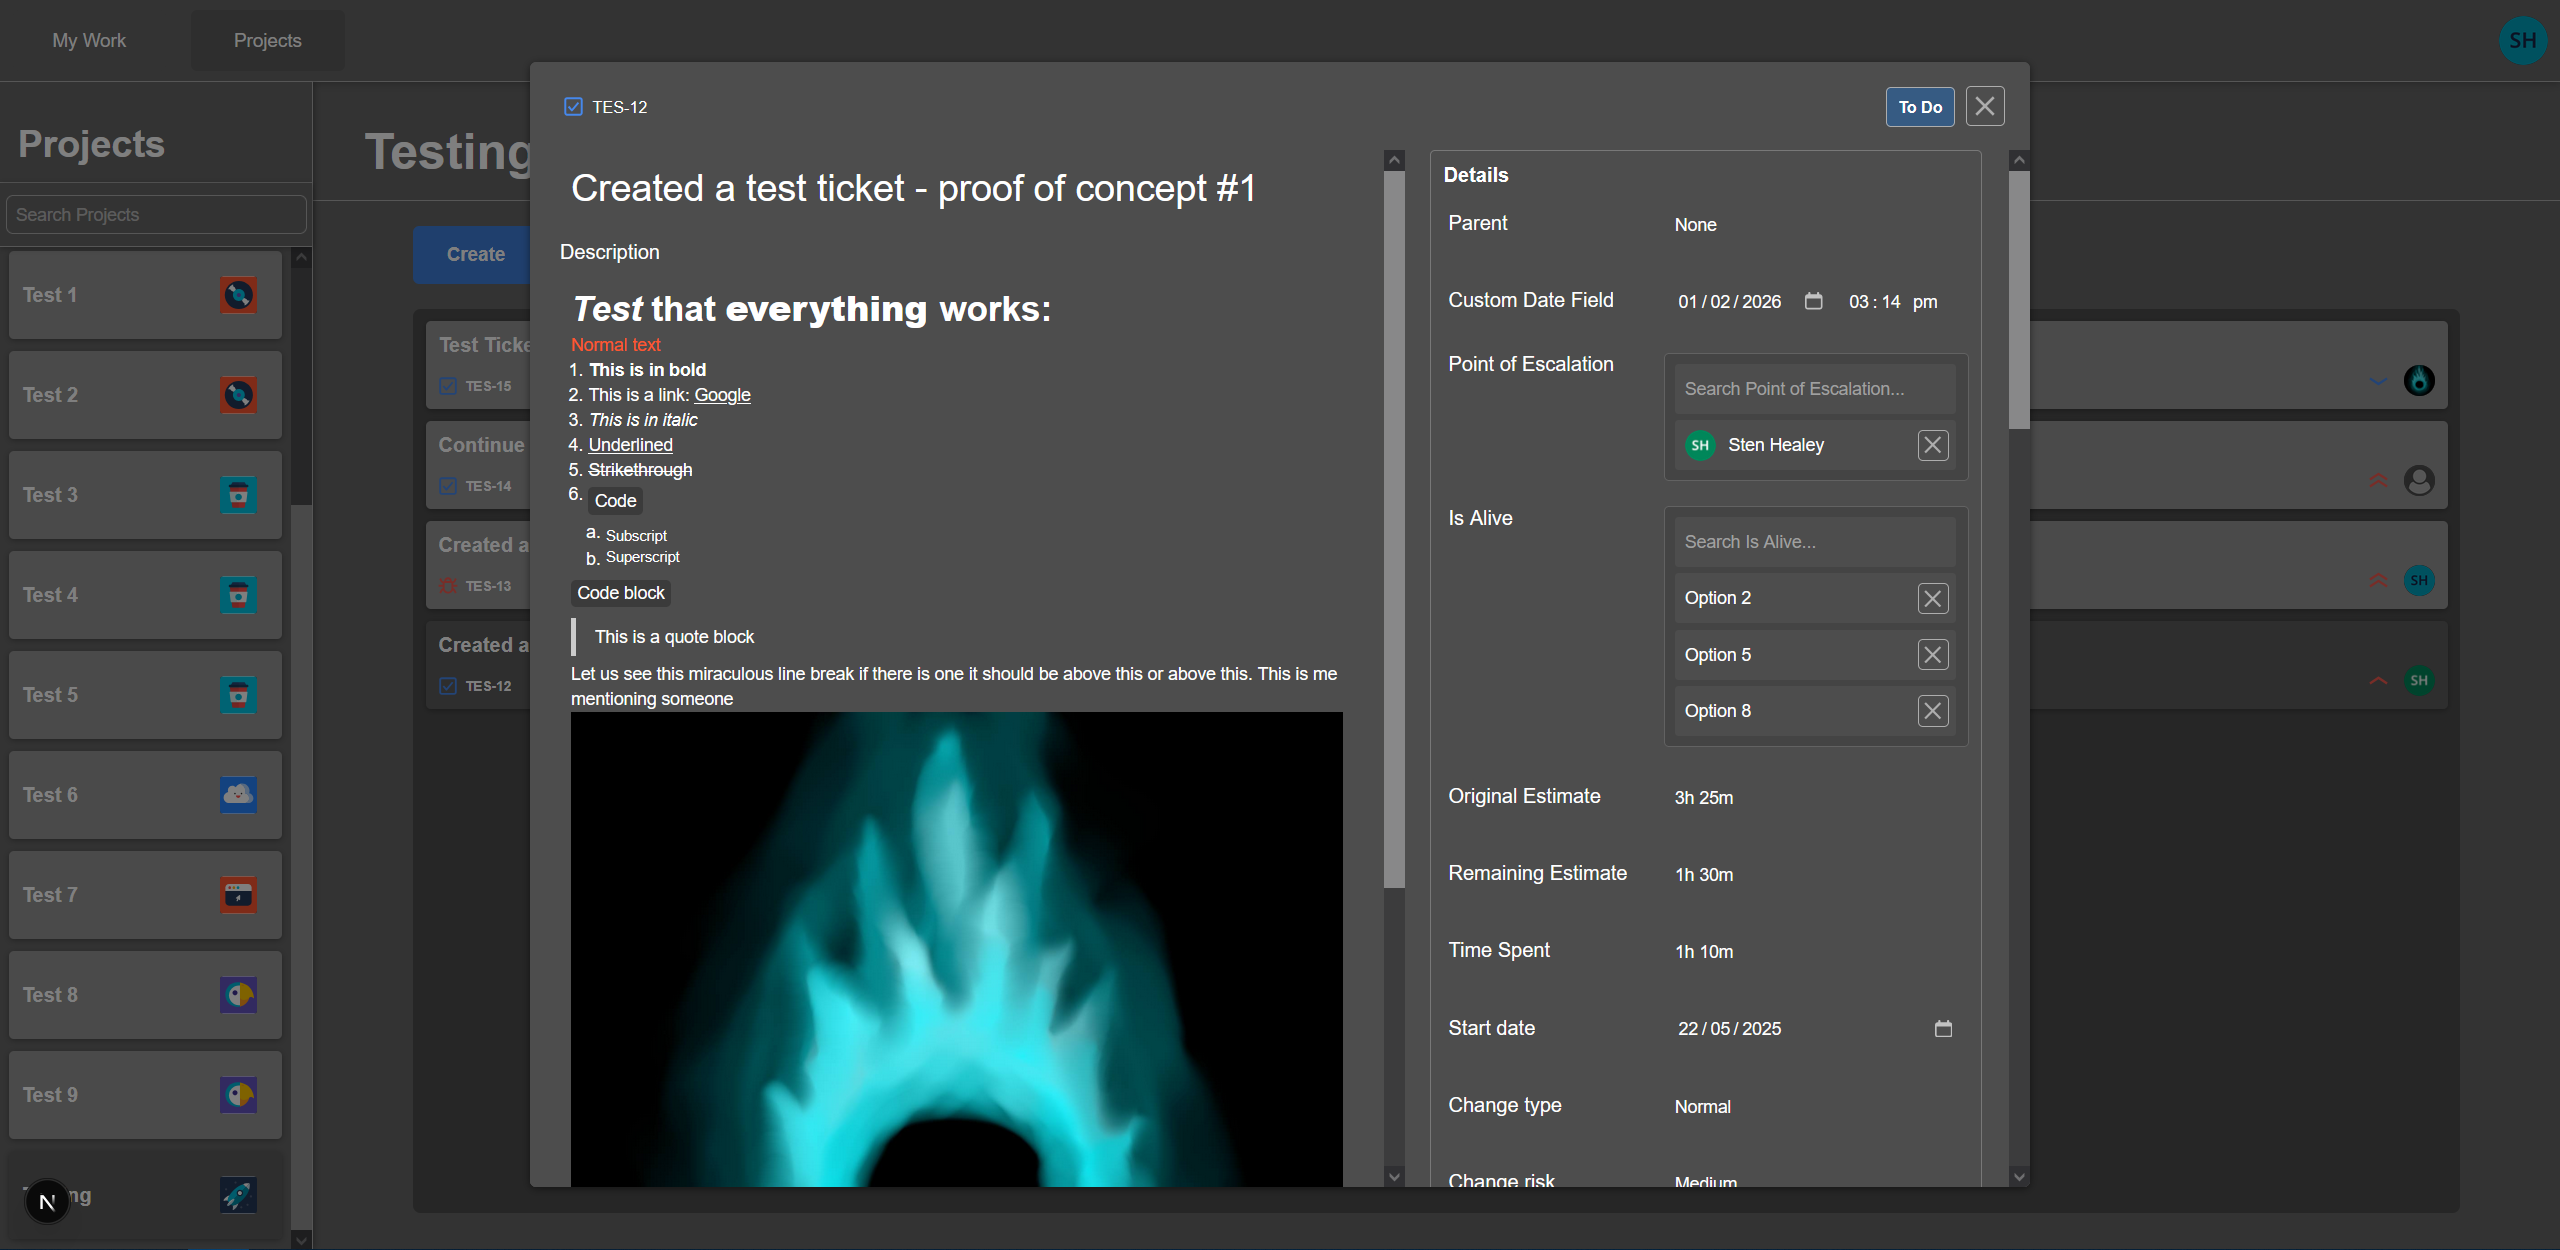 My Work
Projects
SH
Projects
Search Projects
Test 1
Test 2
Test 3
Test 4
Test 5
Test 6
Test 7
Test 8
Test 9
N
ng
Testing
Create
Test Ticke
TES-15
Continue
TES-14
Created a
TES-13
Created a
TES-12
TES-12
To Do
Created a test ticket - proof of concept #1
Description
Test that everything works:
Normal text
1. This is in bold
2. This is a link: Google
3. This is in italic
4. Underlined
5. Strikethrough
6. Code
a. Subscript
b. Superscript
Code block
This is a quote block
Let us see this miraculous line break if there is one it should be above this or above this. This is me
mentioning someone
Details
Parent None
Custom Date Field 01/02/2026 03:14 pm
Point of Escalation
Search Point of Escalation...
SH Sten Healey
Is Alive
Search Is Alive...
Option 2
Option 5
Option 8
Original Estimate 3h 25m
Remaining Estimate 1h 30m
Time Spent 1h 10m
Start date 22/05/2025
Change type Normal
Change risk Medium
SH
SH